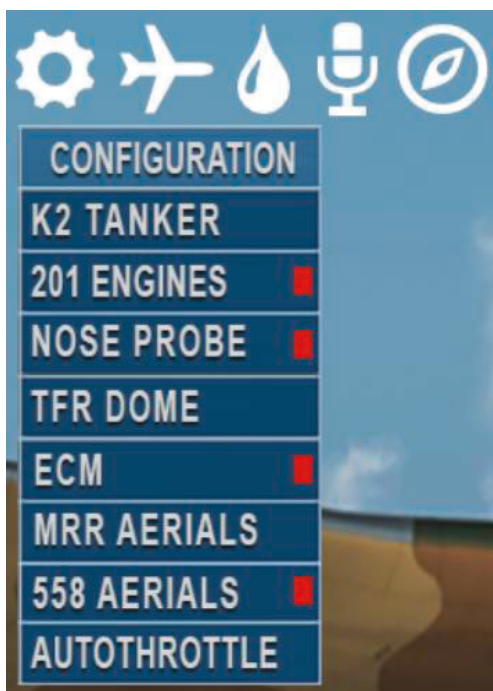 CONFIGURATION
K2 TANKER
201 ENGINES
NOSE PROBE
TFR DOME
ECM
MRR AERIALS
558 AERIALS
AUTOTHROTTLE